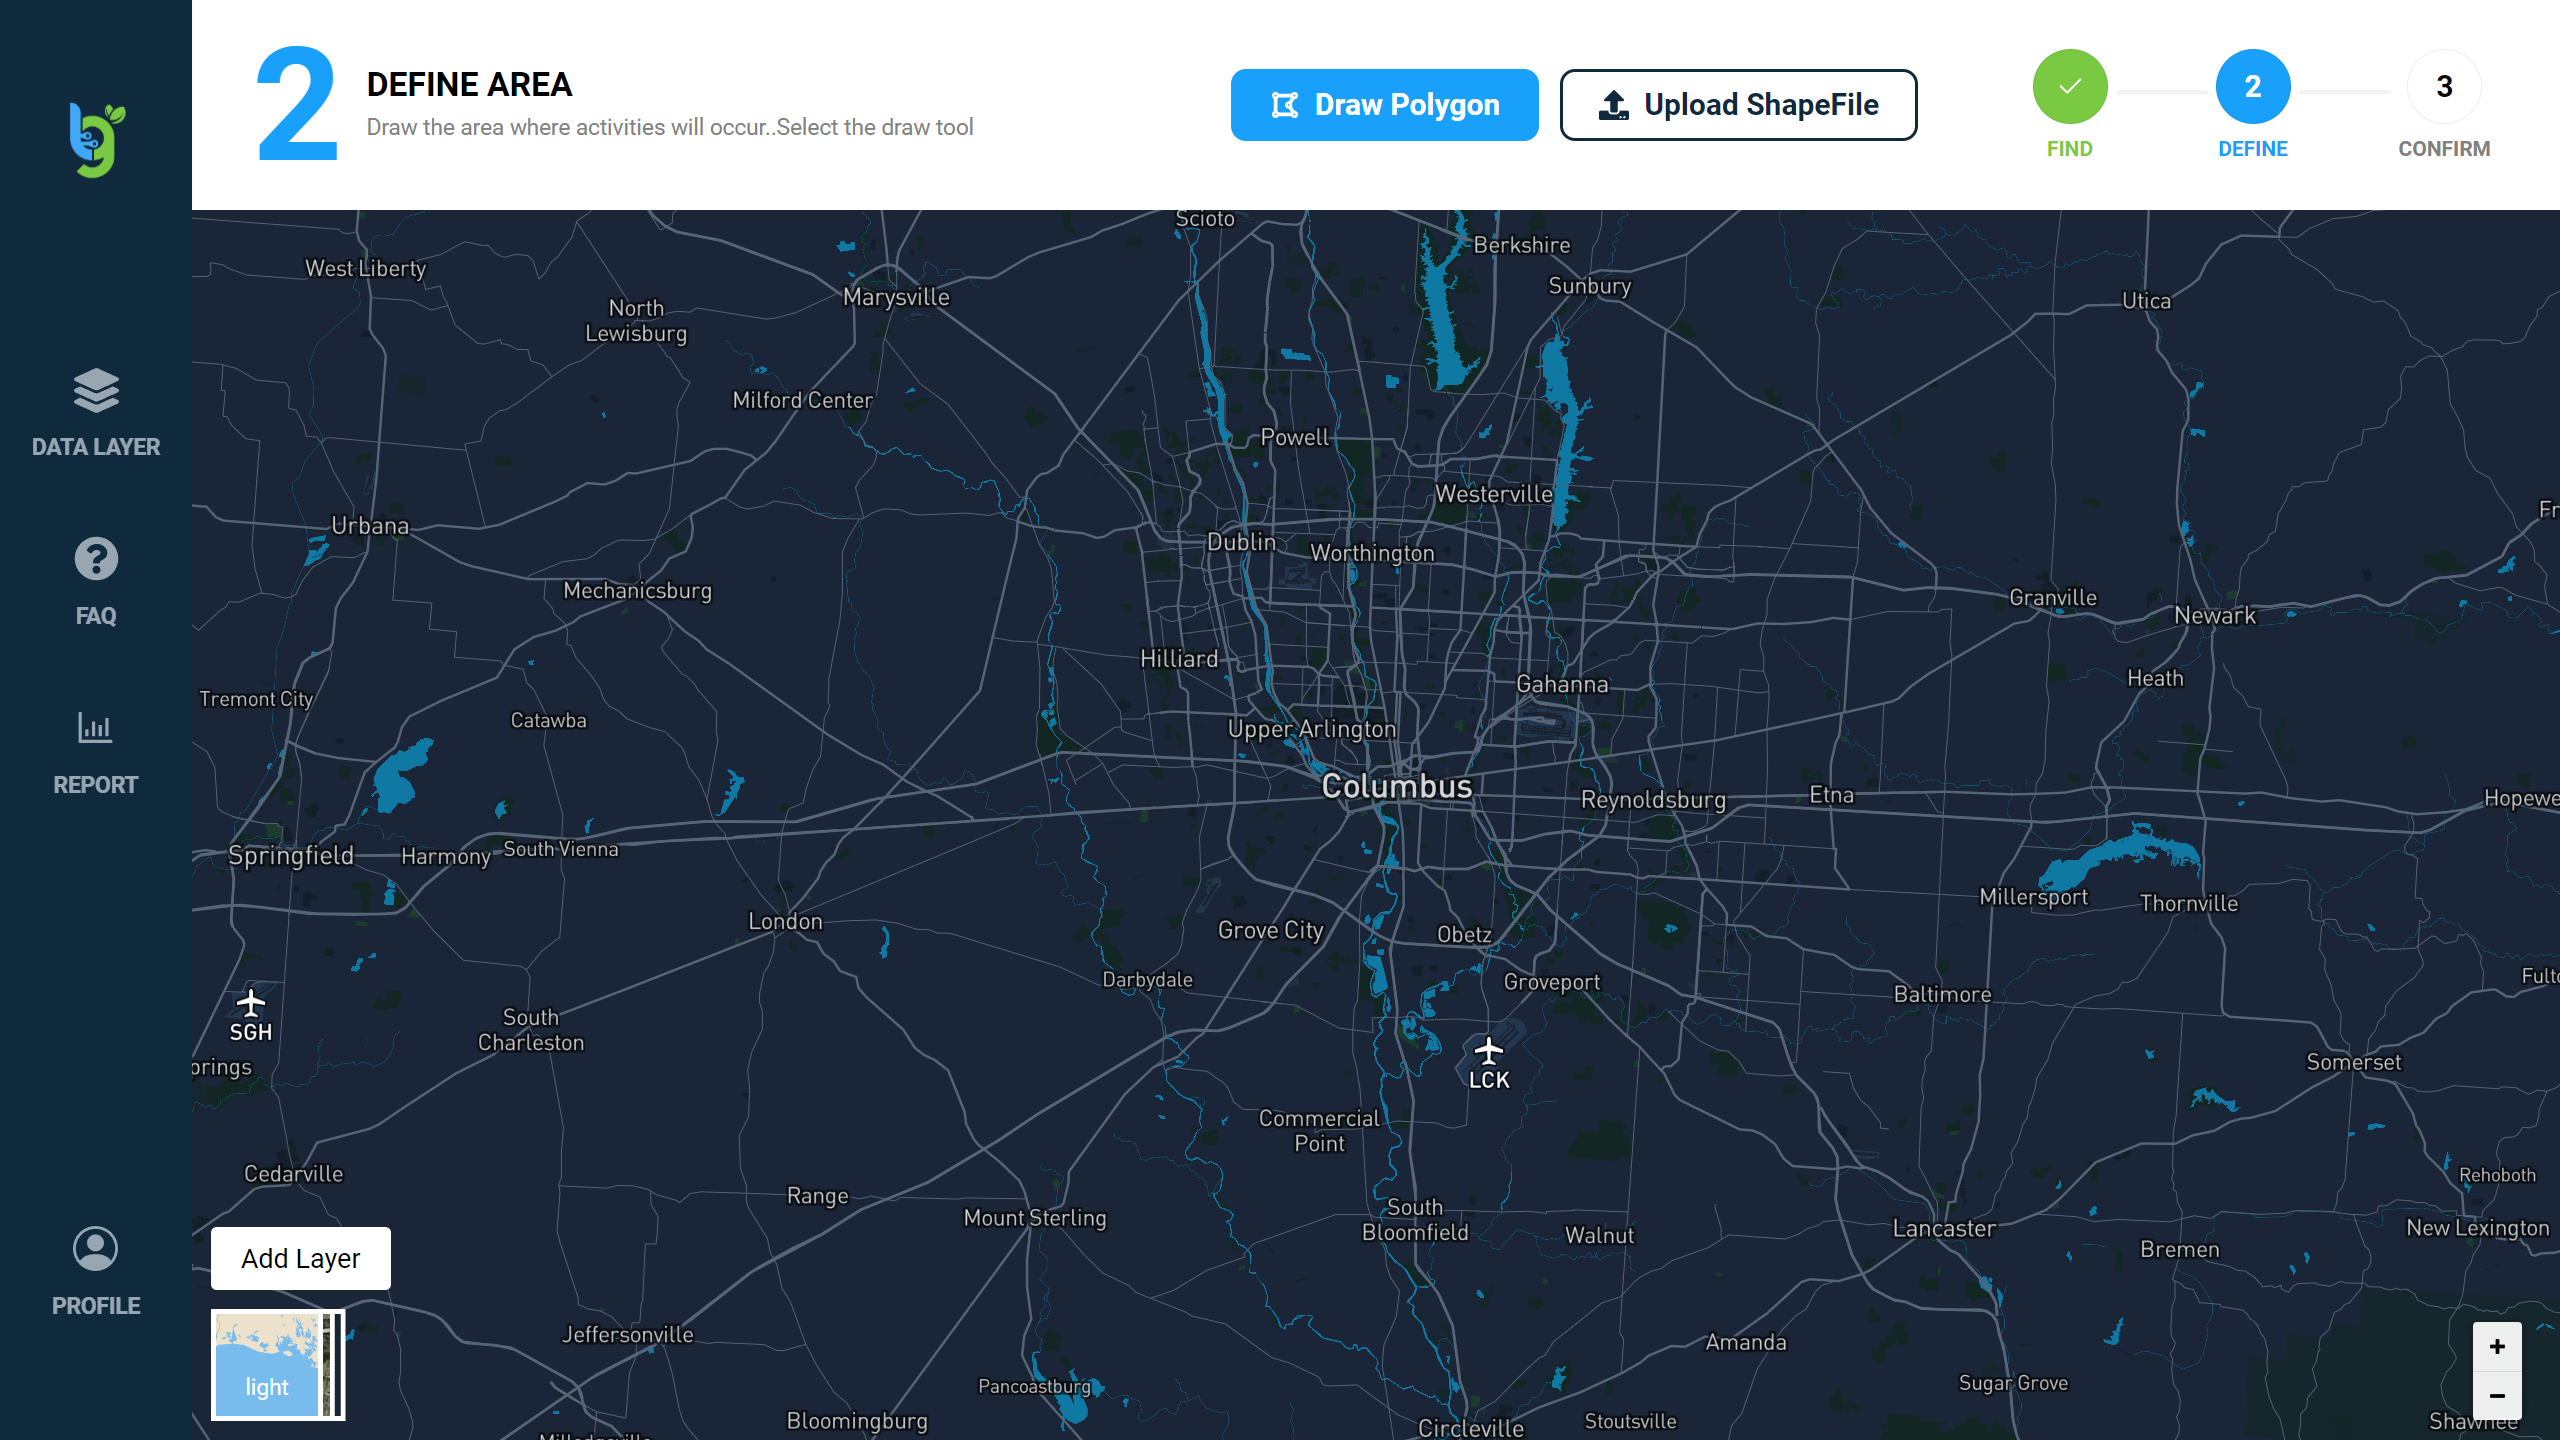 2
DEFINE AREA
Draw the area where activities will occur..Select the draw tool
Draw Polygon
Upload ShapeFile
2
3
FIND
DEFINE
CONFIRM
DATA LAYER
FAQ
REPORT
PROFILE
Scioto
Berkshire
West Liberty
Sunbury
Marysville
Utica
North
Lewisburg
Milford Center
Powell
Westerville
Urbana
Dublin
Worthington
Mechanicsburg
Granville
Newark
Hilliard
Heath
Gahanna
Tremont City
Catawba
Upper Arlington
Columbus
Reynoldsburg
Etna
Hopewe
Springfield
Harmony
South Vienna
Millersport
Thornville
London
Grove City
Obetz
Darbydale
Groveport
Baltimore
Fulto
South
Charleston
SGH
prings
LCK
Somerset
Commercial
Point
Cedarville
Rehoboth
Range
Mount Sterling
South
Bloomfield
Walnut
Lancaster
New Lexington
Bremen
Add Layer
Jeffersonville
Amanda
light
Pancoastburg
Sugar Grove
Bloomingburg
Circleville
Stoutsville
Shawnee
+
−